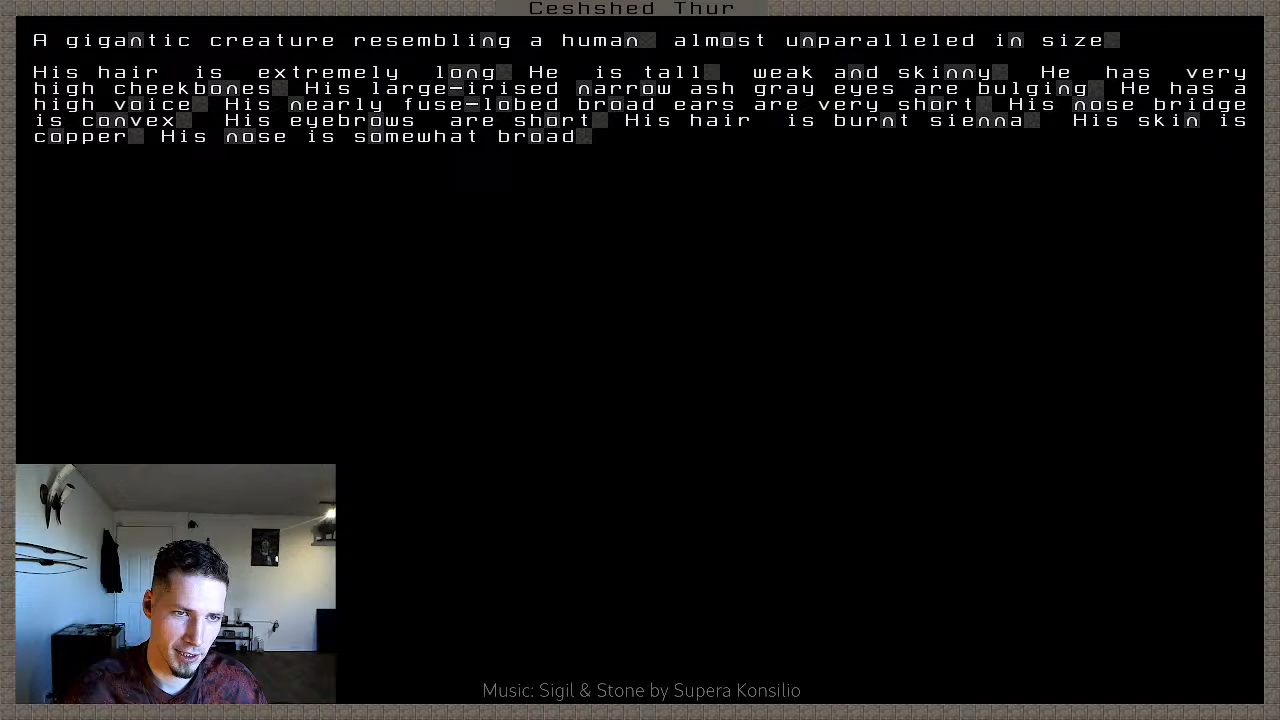 Ceshshed Thur
A gigantic creature resembling a human almost unparalleled in size
His hair is extremely long He is tall weak and skinny He has very
high cheekbones His large-irised narrow ash gray eyes are bulging He has a
high voice His nearly fuse-lobed broad ears are very short His nose bridge
is convex His eyebrows are short His hair is burnt sienna His skin is
copper His nose is somewhat broad
Music: Sigil & Stone by Supera Konsilio